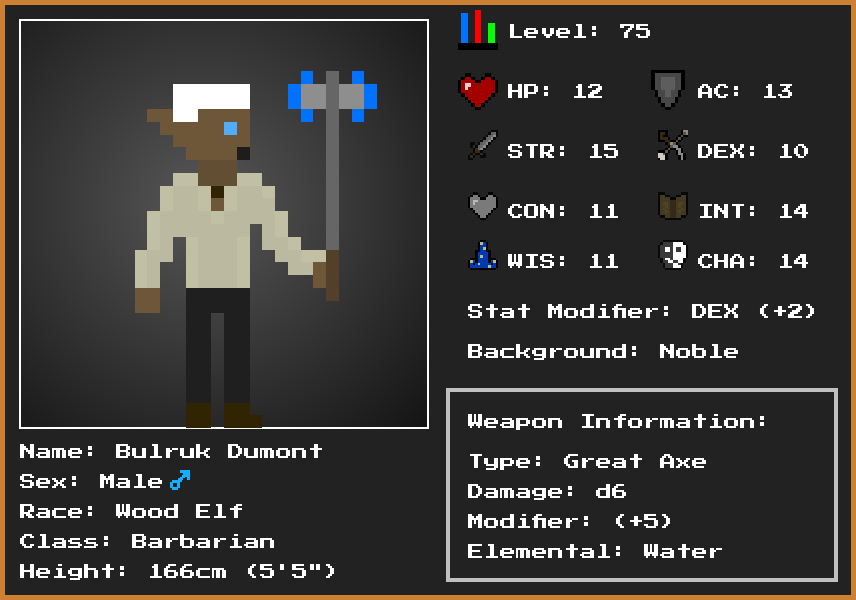 Level: 75
HP: 12
AC: 13
STR: 15
DEX: 10
CON: 11
INT: 14
WIS: 11
CHA: 14
Stat Modifier: DEX (+2)
Background: Noble
Weapon Information:
Type: Great Axe
Damage: d6
Modifier: (+5)
Elemental: Water
Name: Bulruk Dumont
Sex: Male♂
Race: Wood Elf
Class: Barbarian
Height: 166cm (5'5")